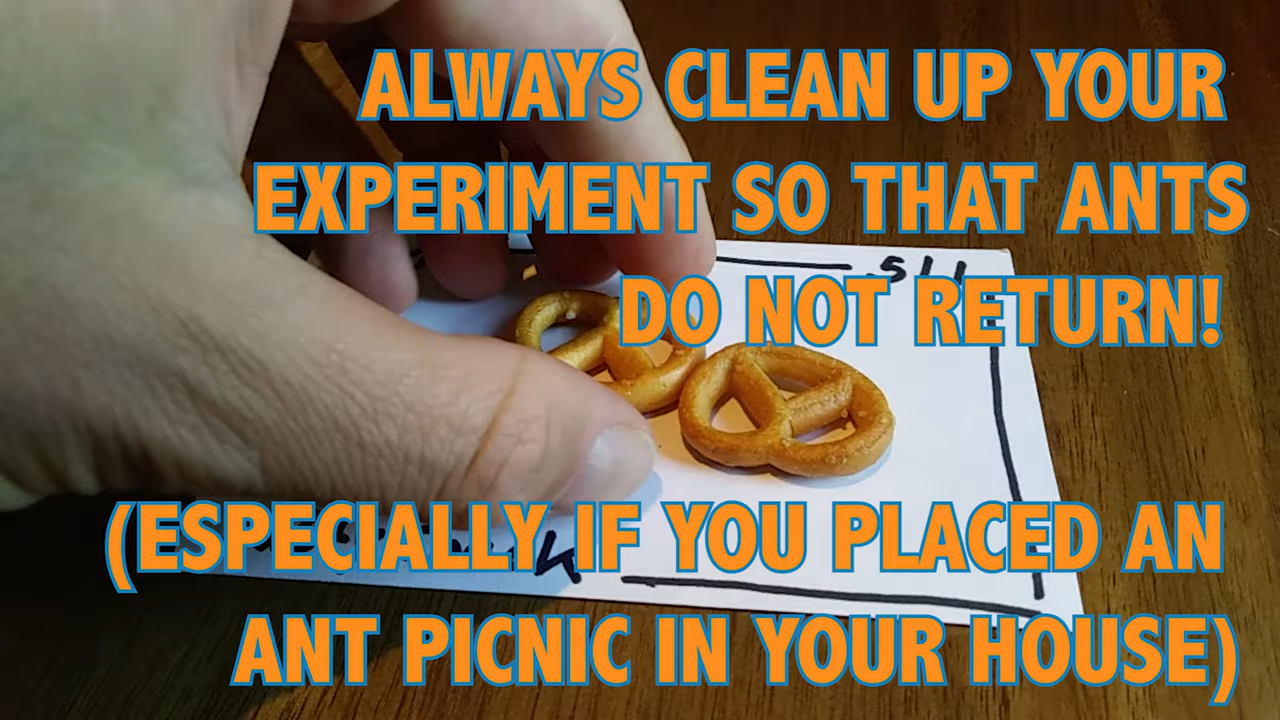 ALWAYS CLEAN UP YOUR
EXPERIMENT SO THAT ANTS
DO NOT RETURN!
(ESPECIALLY IF YOU PLACED AN
ANT PICNIC IN YOUR HOUSE)